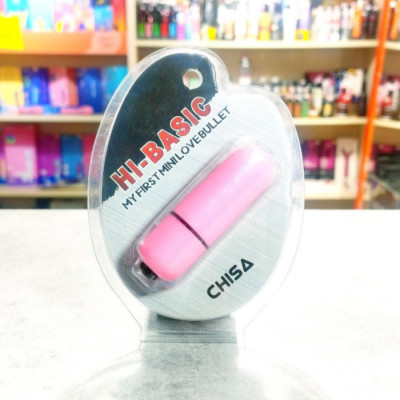 HI-BASIC
MY FIRST MINI LOVE BULLET
CHISA